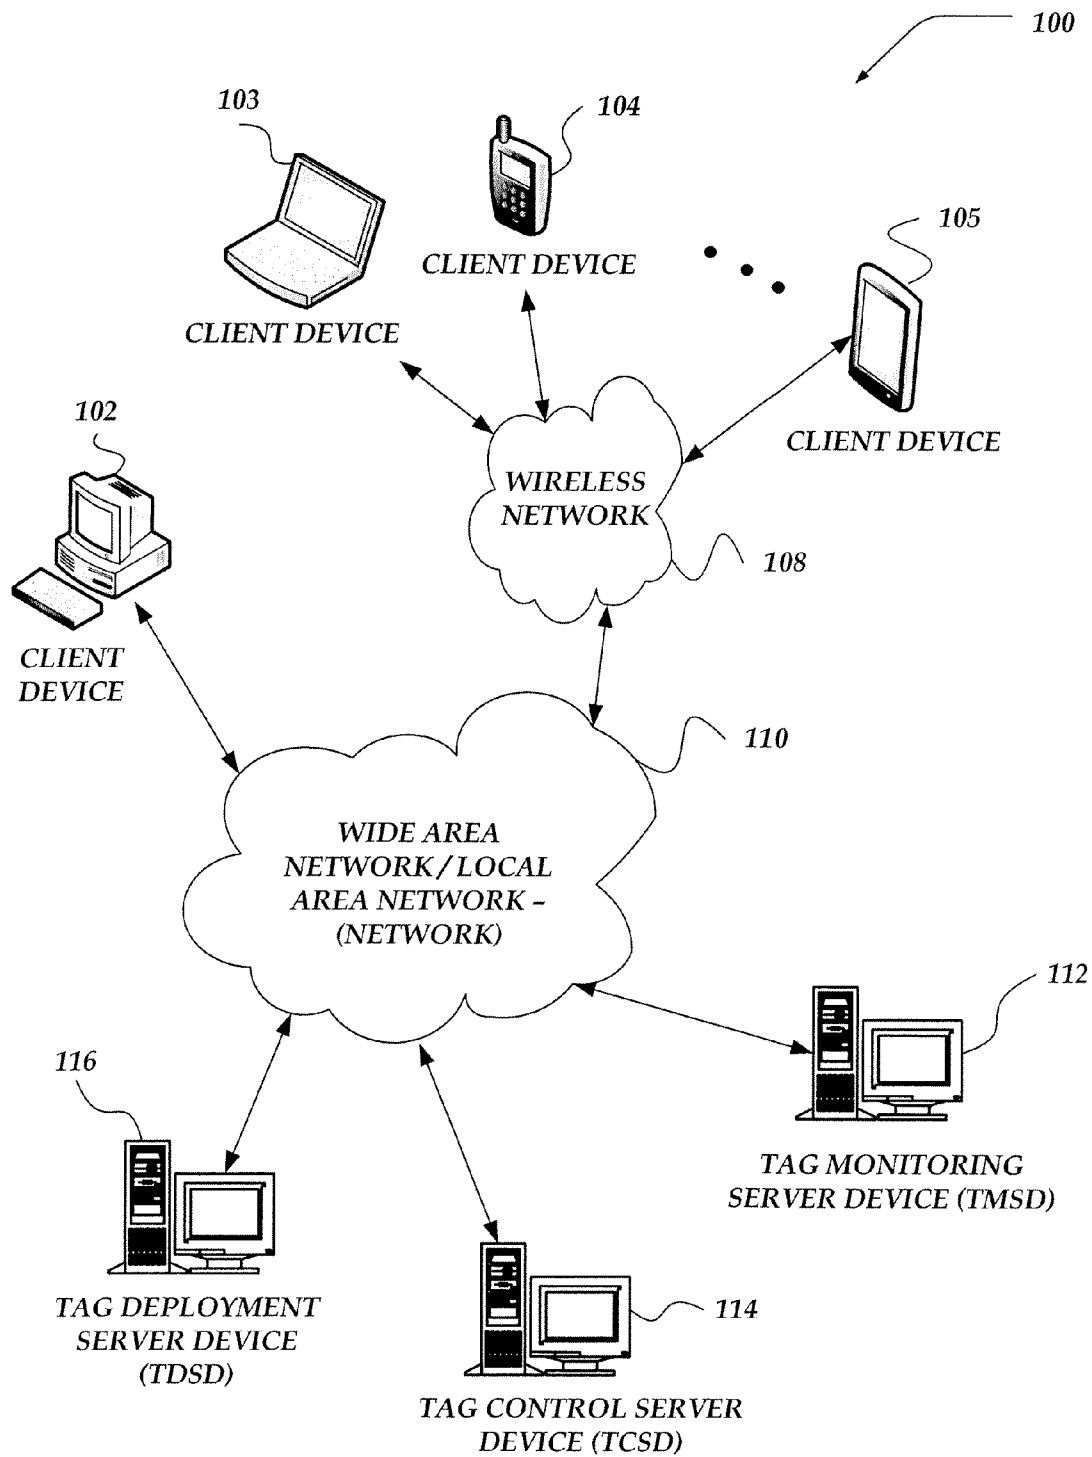 100
103
104
105
CLIENT DEVICE
CLIENT DEVICE
CLIENT DEVICE
102
WIRELESS
NETWORK
108
CLIENT
DEVICE
110
WIDE AREA
NETWORK / LOCAL
AREA NETWORK –
(NETWORK)
112
116
TAG MONITORING
SERVER DEVICE (TMSD)
TAG DEPLOYMENT
SERVER DEVICE
(TDSD)
114
TAG CONTROL SERVER
DEVICE (TCSD)